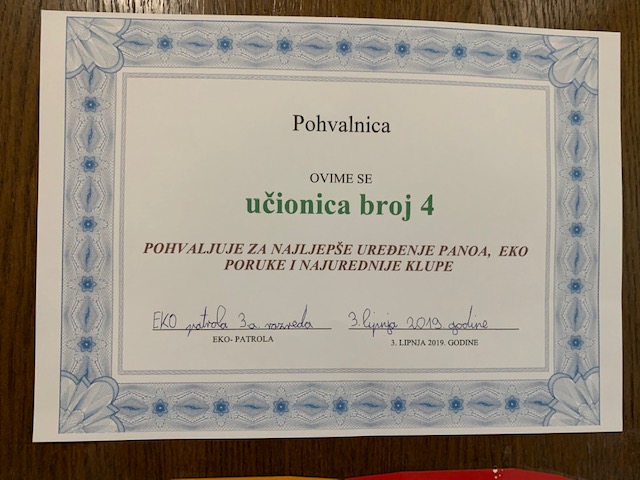 Pohvalnica
OVIME SE
učionica broj 4
POHVALJUJE ZA NAJLJEPŠE UREĐENJE PANOA, EKO
PORUKE I NAJUREDNIJE KLUPE
EKO patrola 3.a razreda 3. lipnja 2019. godine
EKO- PATROLA 3. LIPNJA 2019. GODINE